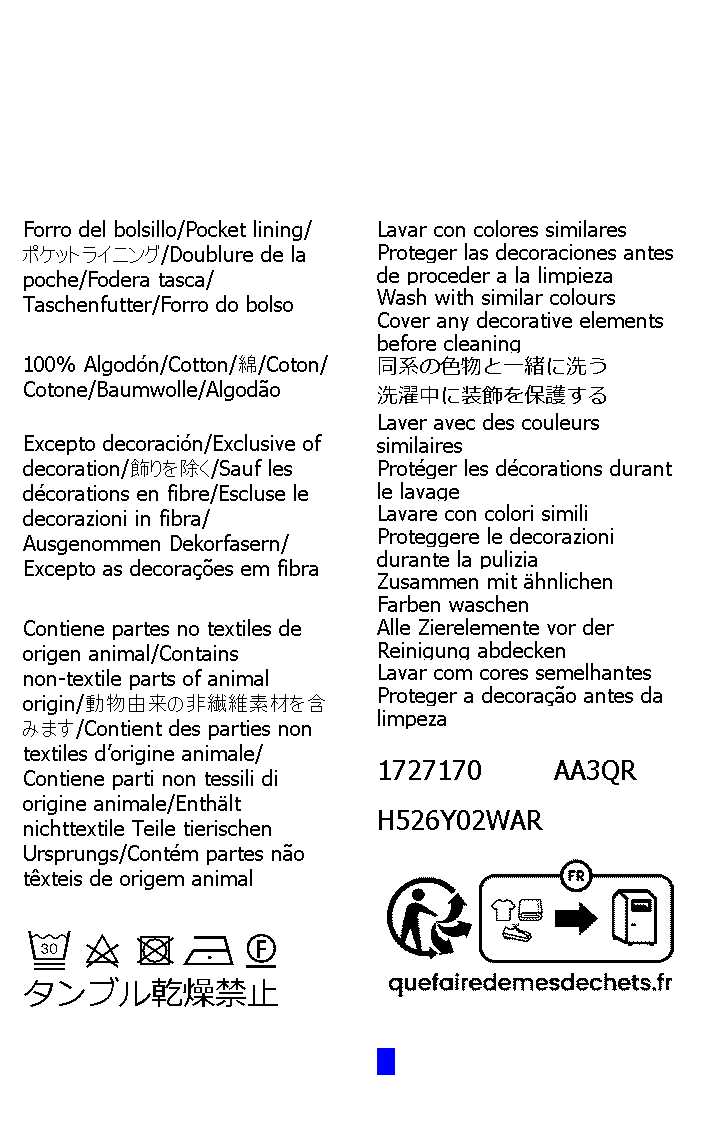 Forro del bolsillo/Pocket lining/
ポケットライニング/Doublure de la
poche/Fodera tasca/
Taschenfutter/Forro do bolso
100% Algodón/Cotton/綿/Coton/
Cotone/Baumwolle/Algodão
Excepto decoración/Exclusive of
decoration/飾りを除く/Sauf les
décorations en fibre/Escluse le
decorazioni in fibra/
Ausgenommen Dekorfasern/
Excepto as decorações em fibra
Contiene partes no textiles de
origen animal/Contains
non-textile parts of animal
origin/動物由来の非繊維素材を含
みます/Contient des parties non
textiles d’origine animale/
Contiene parti non tessili di
origine animale/Enthält
nichttextile Teile tierischen
Ursprungs/Contém partes não
têxteis de origem animal
30
F
タンブル乾燥禁止
Lavar con colores similares
Proteger las decoraciones antes
de proceder a la limpieza
Wash with similar colours
Cover any decorative elements
before cleaning
同系の色物と一緒に洗う
洗濯中に装飾を保護する
Laver avec des couleurs
similaires
Protéger les décorations durant
le lavage
Lavare con colori simili
Proteggere le decorazioni
durante la pulizia
Zusammen mit ähnlichen
Farben waschen
Alle Zierelemente vor der
Reinigung abdecken
Lavar com cores semelhantes
Proteger a decoração antes da
limpeza
1727170 AA3QR
H526Y02WAR
FR
quefairedemesdechets.fr